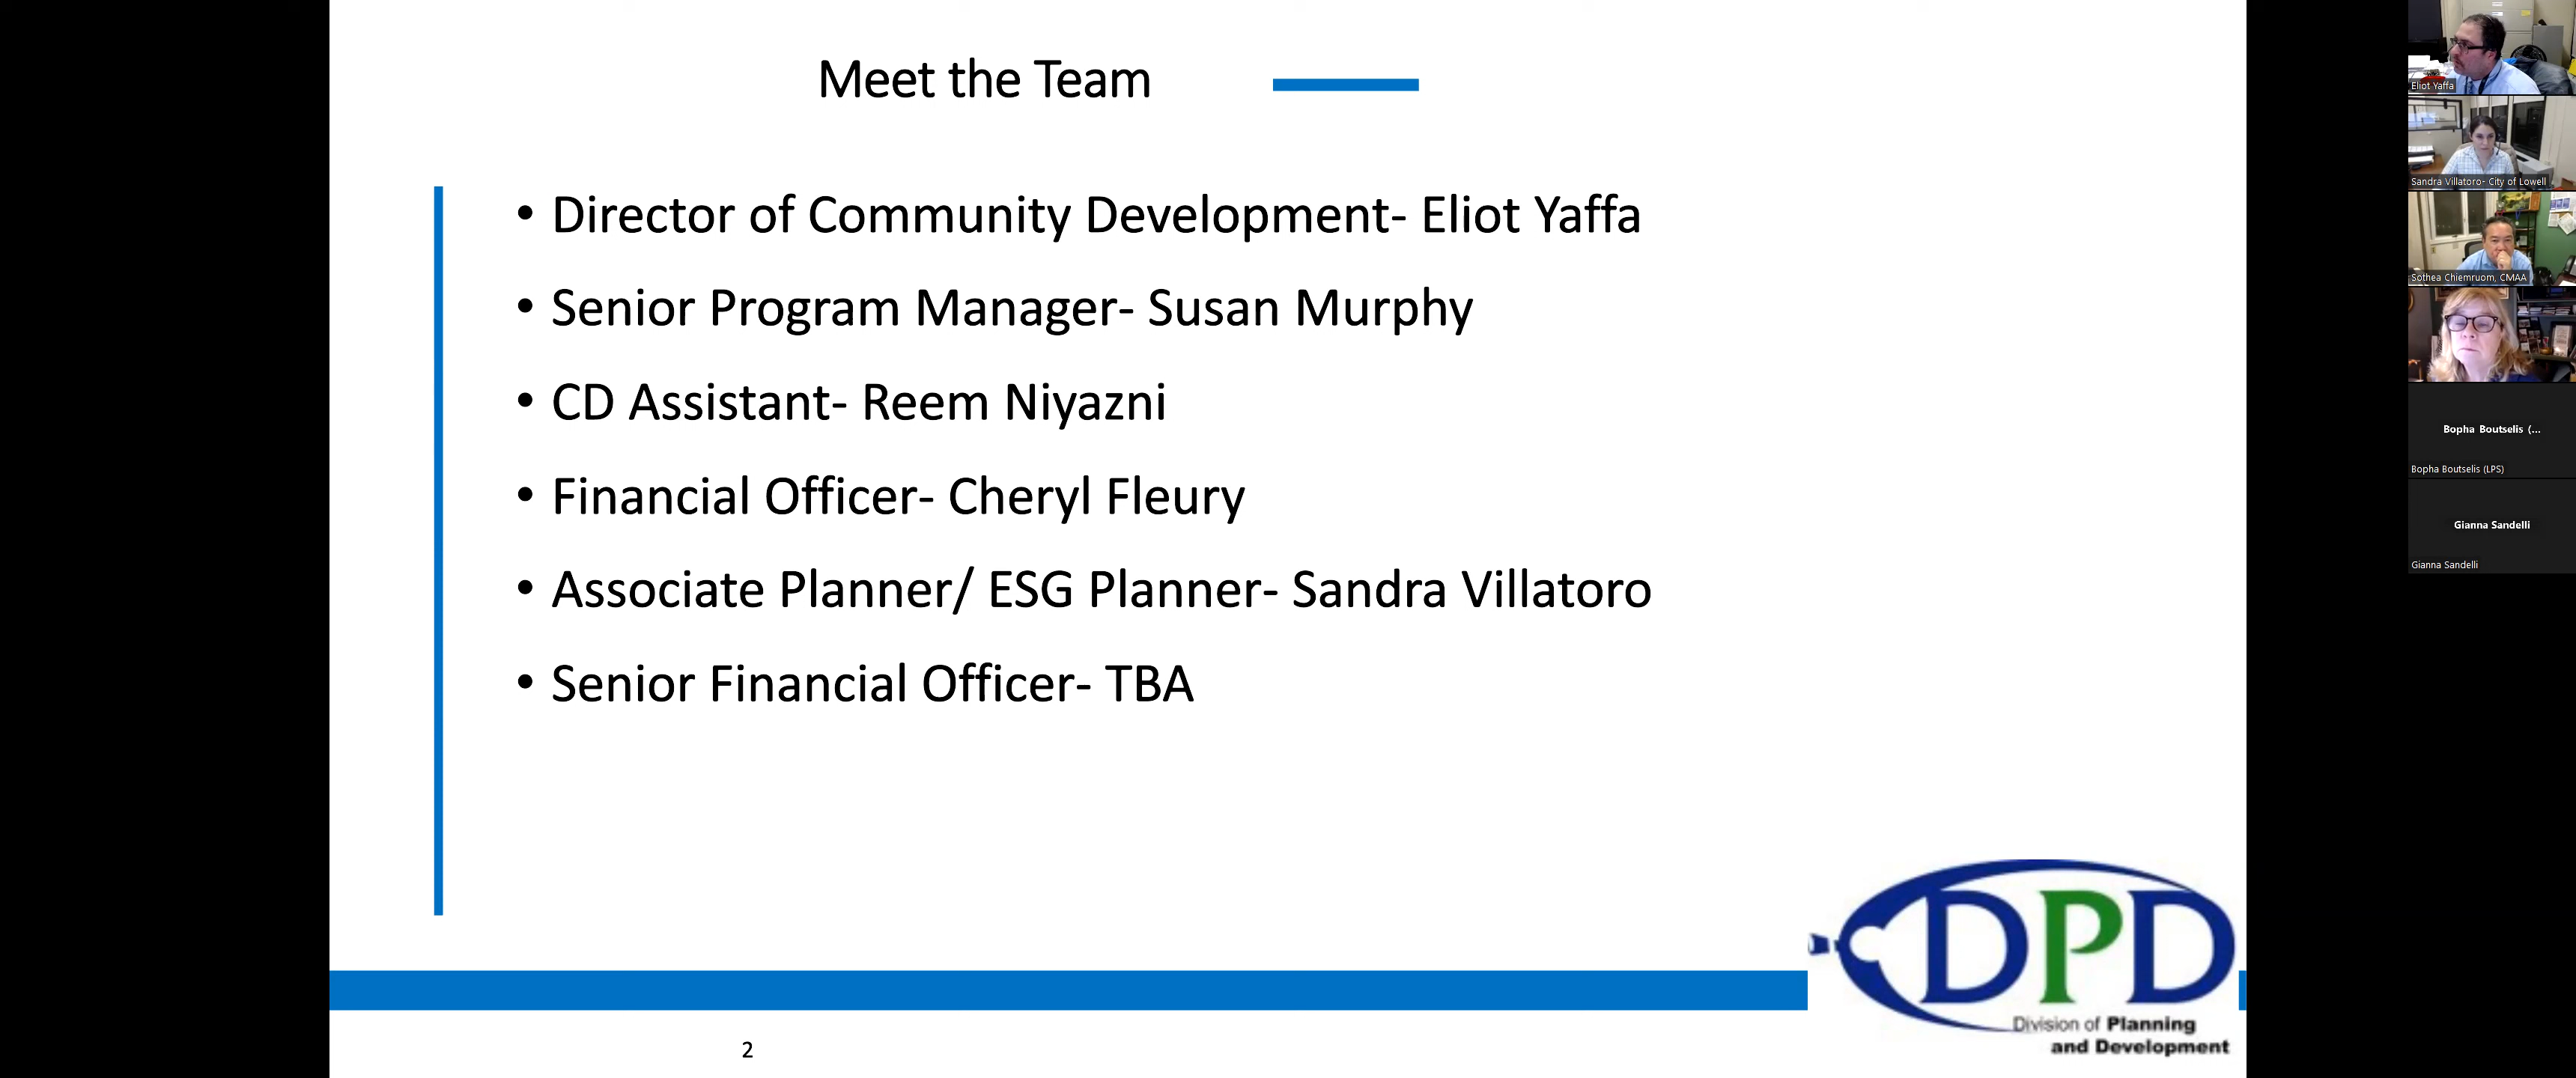 Meet the Team
• Director of Community Development- Eliot Yaffa
• Senior Program Manager- Susan Murphy
• CD Assistant- Reem Niyazni
• Financial Officer- Cheryl Fleury
• Associate Planner/ ESG Planner- Sandra Villatoro
• Senior Financial Officer- TBA
DPD
Division of Planning
and Development
2
Eliot Yaffa
Sandra Villatoro- City of Lowell
Sothea Chiemruom, CMAA
Bopha Boutselis (...
Bopha Boutselis (LPS)
Gianna Sandelli
Gianna Sandelli